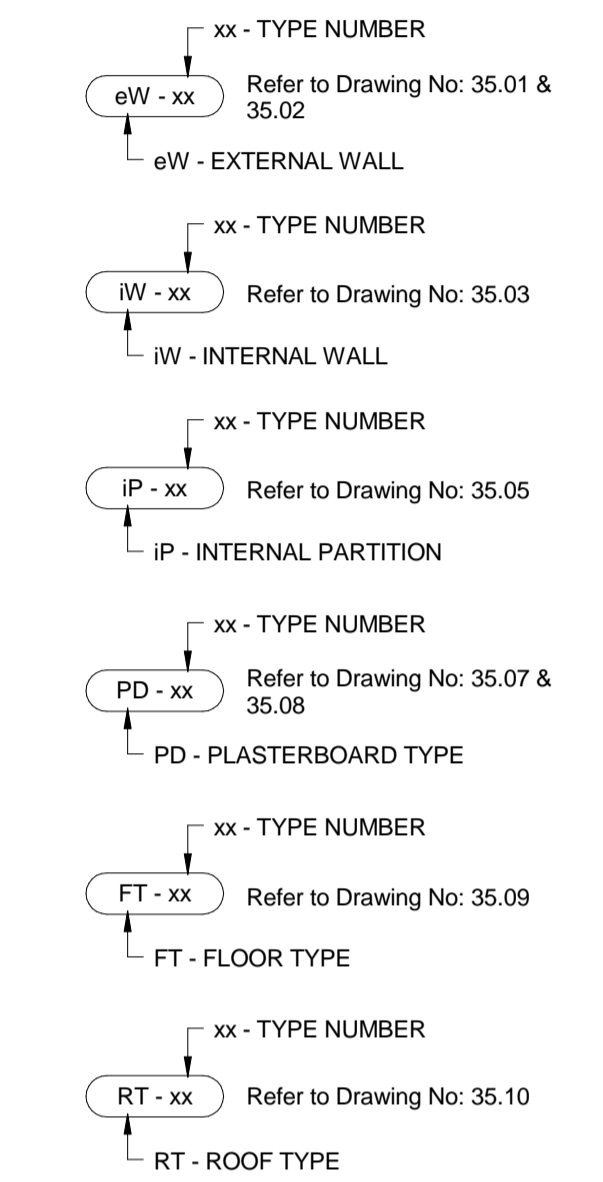 xx - TYPE NUMBER
eW - xx
Refer to Drawing No: 35.01 &
35.02
eW - EXTERNAL WALL
xx - TYPE NUMBER
iW - xx
Refer to Drawing No: 35.03
iW - INTERNAL WALL
xx - TYPE NUMBER
iP - xx
Refer to Drawing No: 35.05
iP - INTERNAL PARTITION
xx - TYPE NUMBER
PD - xx
Refer to Drawing No: 35.07 &
35.08
PD - PLASTERBOARD TYPE
xx - TYPE NUMBER
FT - xx
Refer to Drawing No: 35.09
FT - FLOOR TYPE
xx - TYPE NUMBER
RT - xx
Refer to Drawing No: 35.10
RT - ROOF TYPE